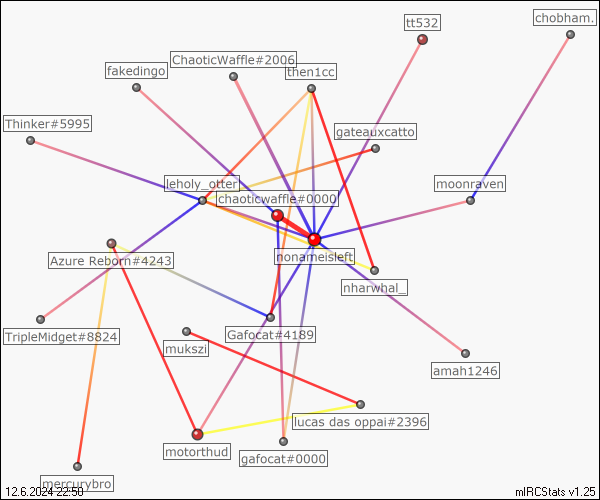 tt532
chobham.
ChaoticWaffle#2006
fakedingo
then1cc
Thinker#5995
gateauxcatto
leholy_otter
moonraven
chaoticwaffle#0000
nonameisleft
Azure Reborn#4243
nharwhal_
TripleMidget#8824
Gafocat#4189
mukszi
amah1246
lucas das oppai#2396
motorthud
gafocat#0000
mercurybro
12.6.2024 22:50
mIRCStats v1.25